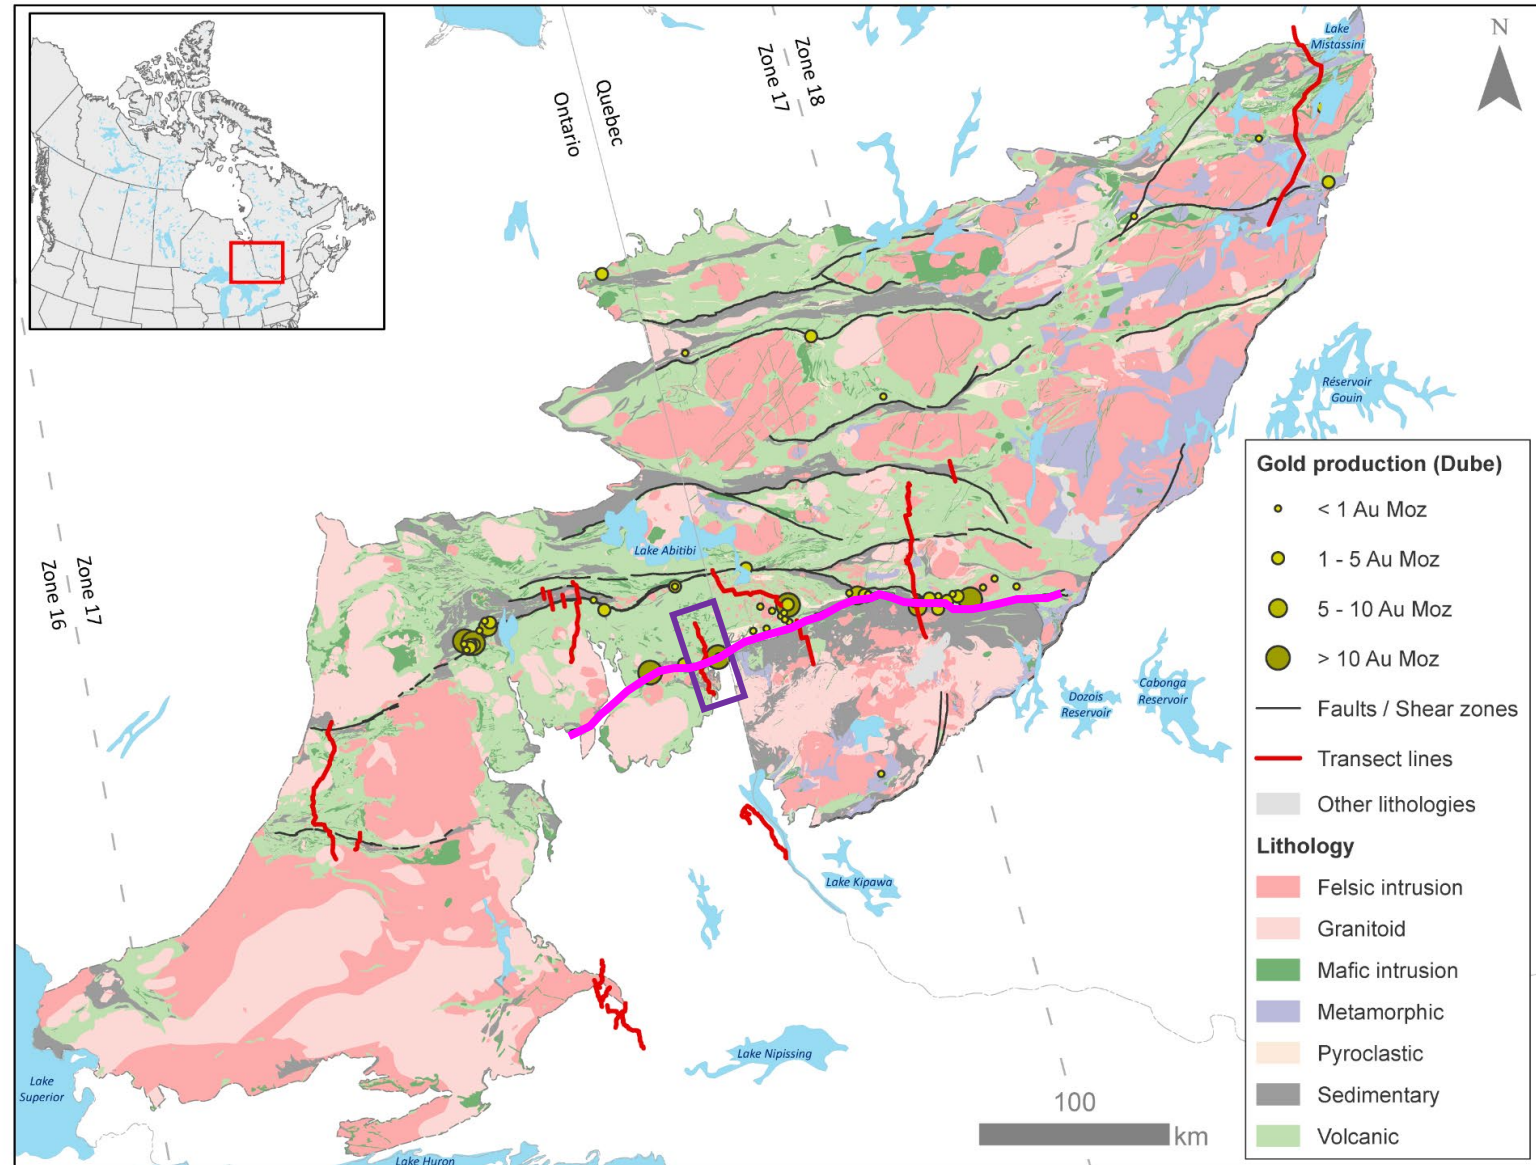 Lake
Mistassini
N
Zone 18
Zone 17
Quebec
Ontario
Réservoir
Gouin
Gold production (Dube)
< 1 Au Moz
1 - 5 Au Moz
5 - 10 Au Moz
> 10 Au Moz
Faults / Shear zones
Transect lines
Other lithologies
Lithology
Felsic intrusion
Granitoid
Mafic intrusion
Metamorphic
Pyroclastic
Sedimentary
Volcanic
Lake Abitibi
Zone 17
Zone 16
Dozois
Reservoir
Cabonga
Reservoir
Lake Kipawa
Lake Nipissing
Lake
Superior
Lake Huron
100
km